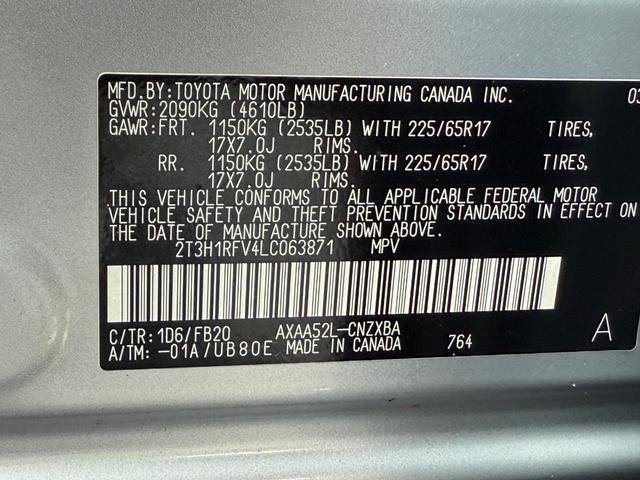 MFD.BY:TOYOTA MOTOR MANUFACTURING CANADA INC. 03
GVWR:2090KG (4610LB)
GAWR:FRT. 1150KG (2535LB) WITH 225/65R17 TIRES,
17X7.0J RIMS.
RR. 1150KG (2535LB) WITH 225/65R17 TIRES,
17X7.0J RIMS.
THIS VEHICLE CONFORMS TO ALL APPLICABLE FEDERAL MOTOR
VEHICLE SAFETY AND THEFT PREVENTION STANDARDS IN EFFECT ON
THE DATE OF MANUFACTURE SHOWN ABOVE.
2T3H1RFV4LC063871 MPV
C/TR:1D6/FB20 AXAA52L-CNZXBA
A/TM: -01A/UB80E MADE IN CANADA 764
A